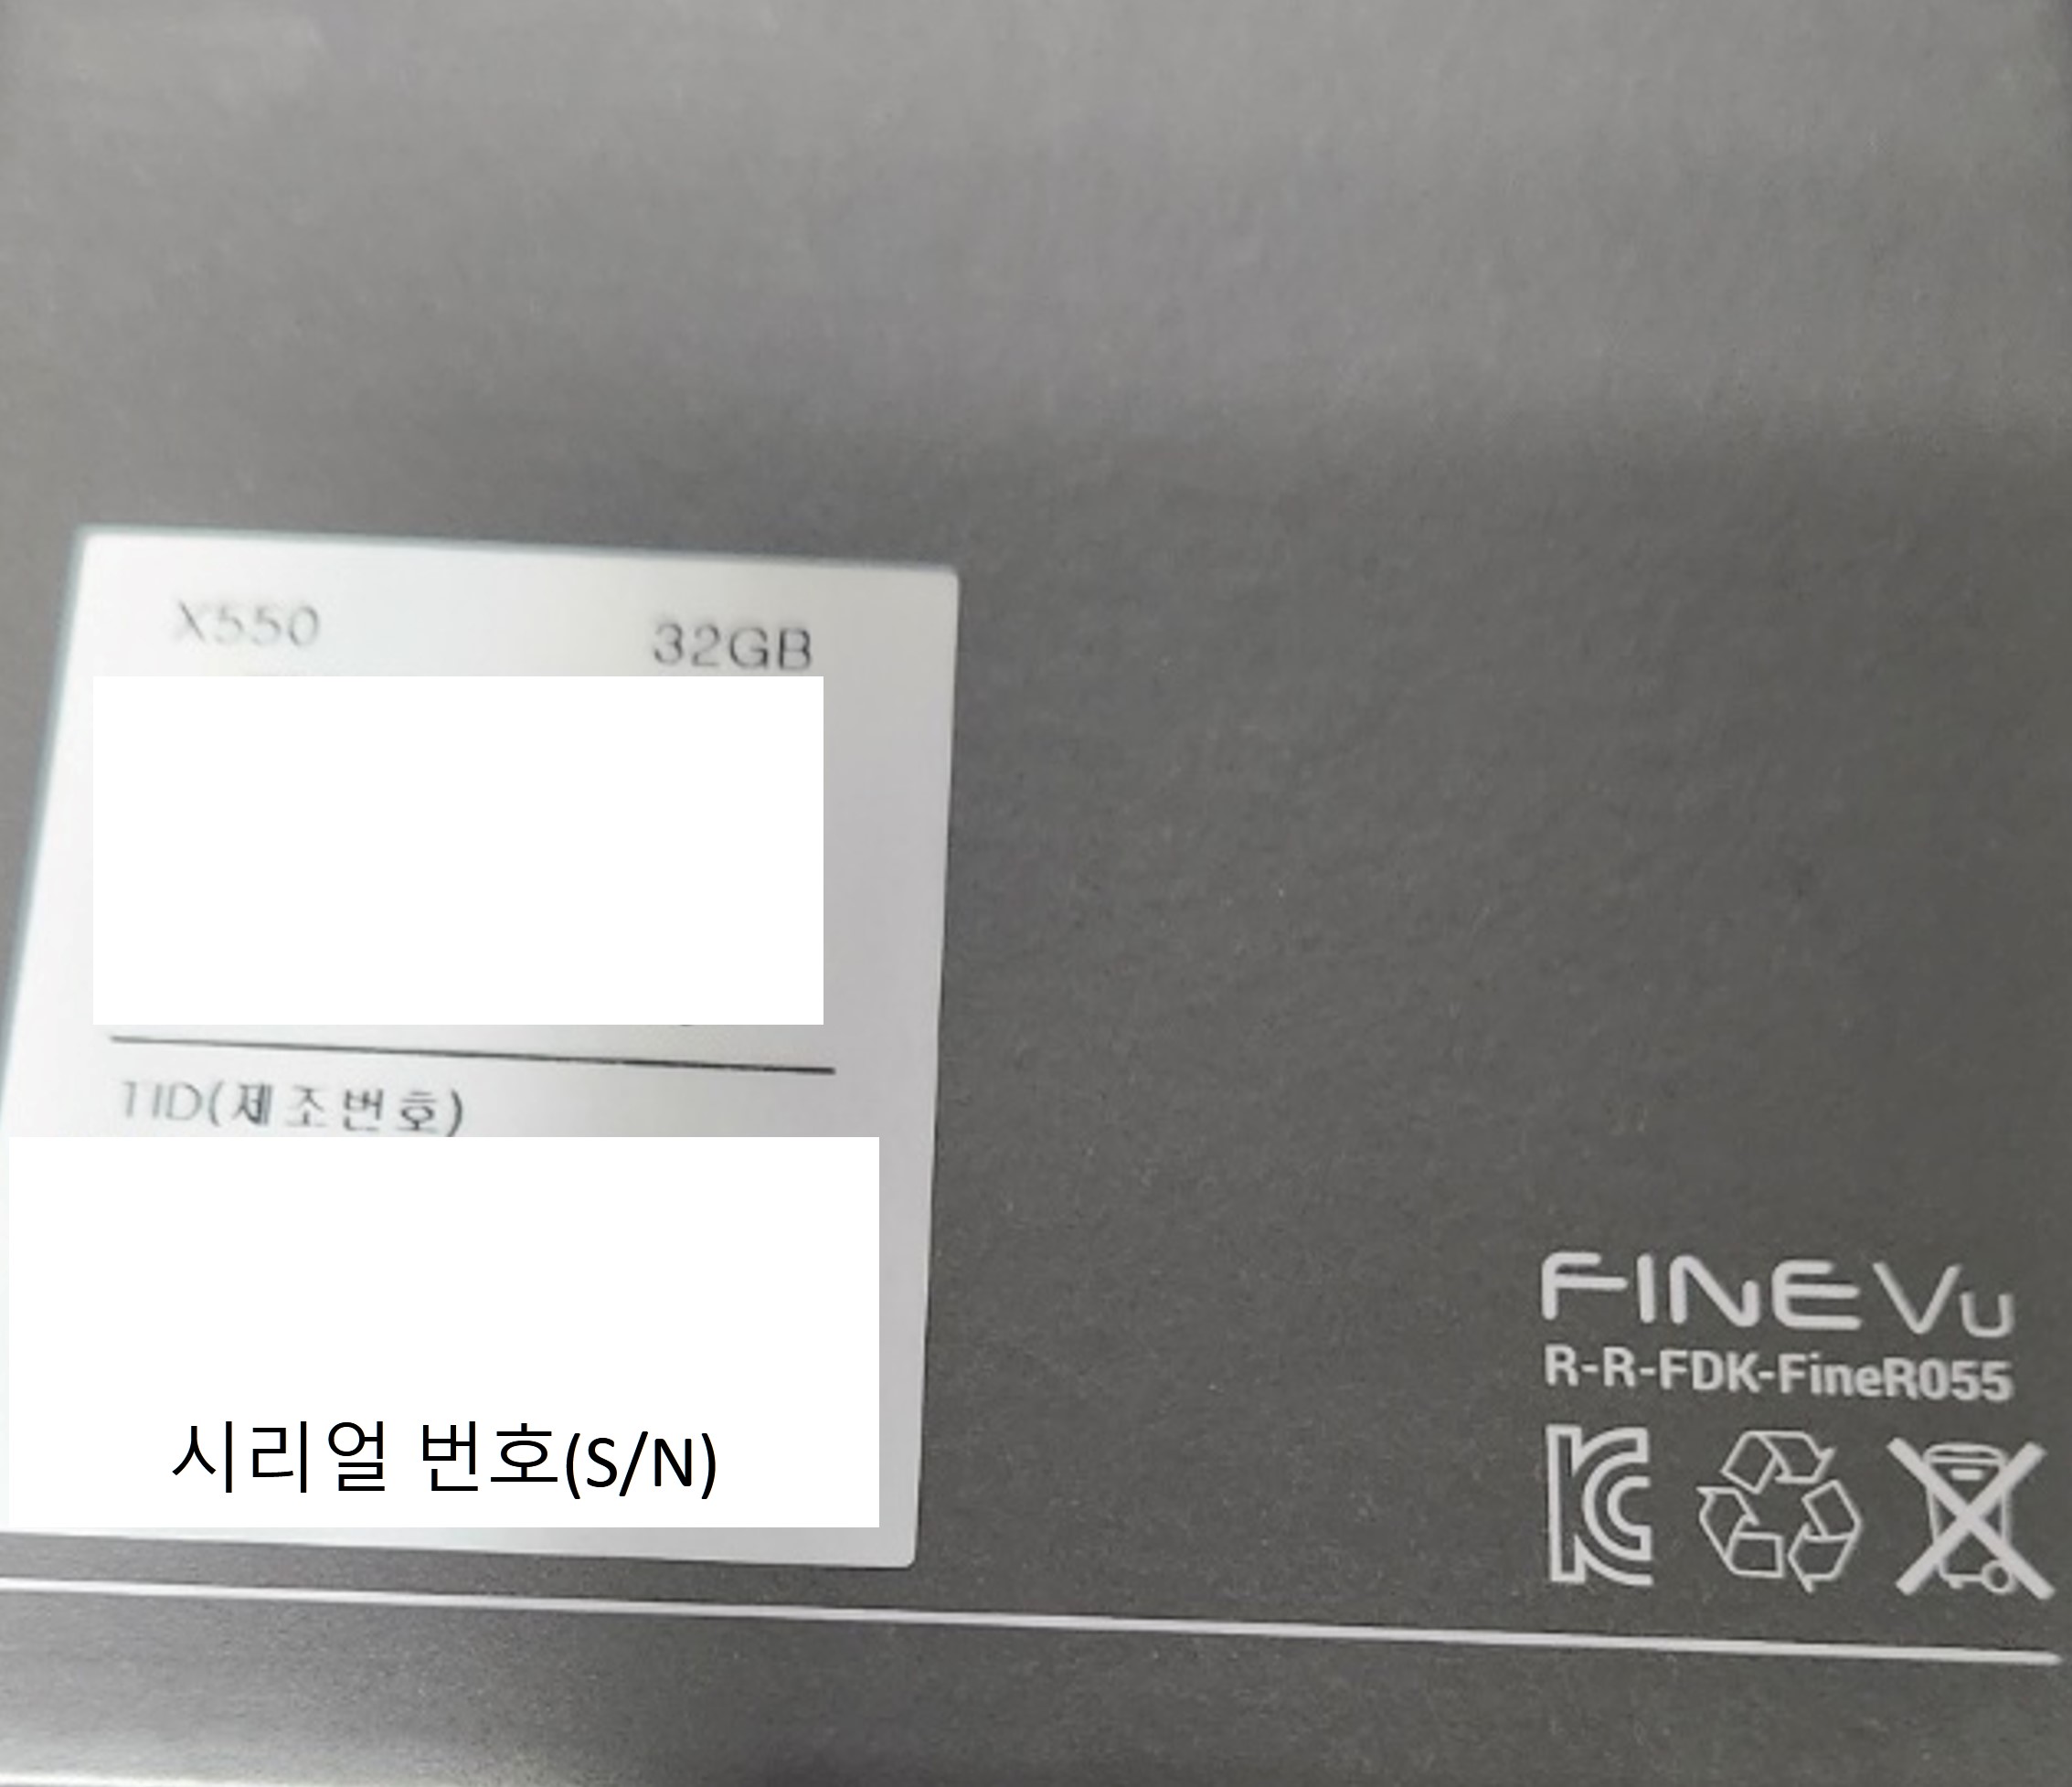 X550 32GB
TID(제조번호)
시리얼 번호(S/N)
FINEVu
R-R-FDK-FineR055